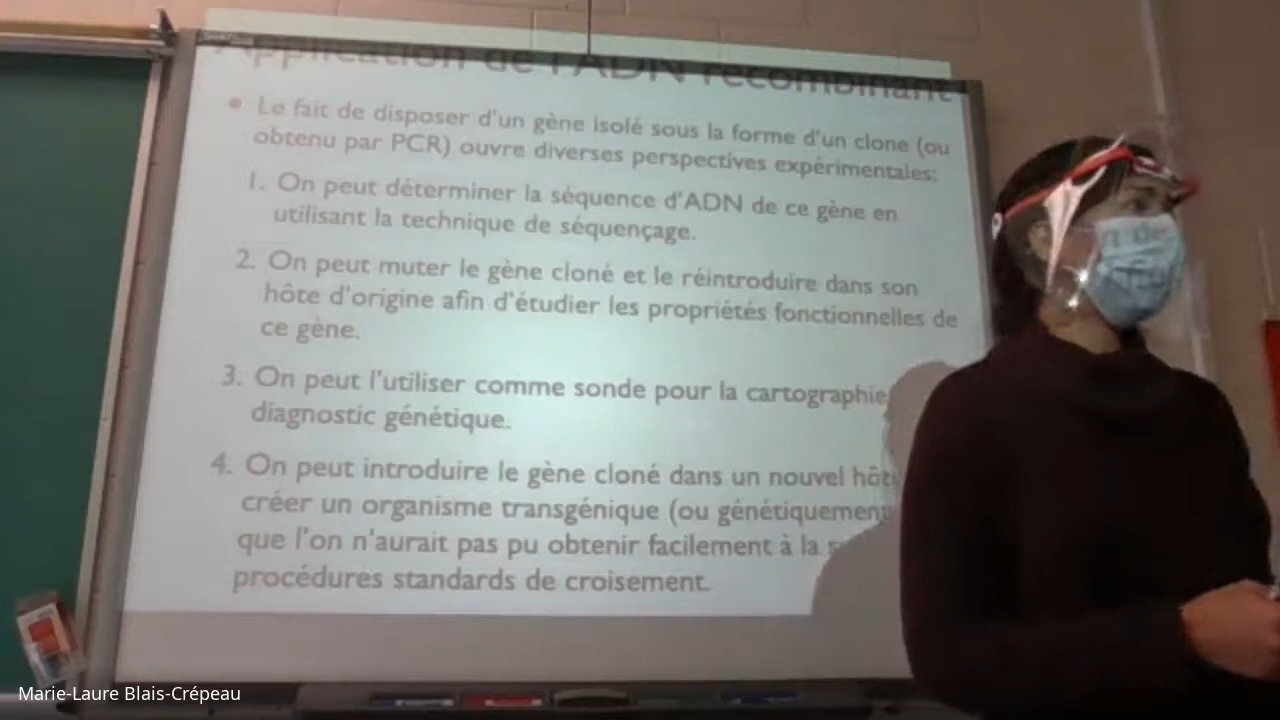 Application de l'ADN recombinant
• Le fait de disposer d'un gène isolé sous la forme d'un clone (ou
obtenu par PCR) ouvre diverses perspectives expérimentales:
1. On peut déterminer la séquence d'ADN de ce gène en
utilisant la technique de séquençage.
2. On peut muter le gène cloné et le réintroduire dans son
hôte d'origine afin d'étudier les propriétés fonctionnelles de
ce gène.
3. On peut l'utiliser comme sonde pour la cartographie
diagnostic génétique.
4. On peut introduire le gène cloné dans un nouvel
créer un organisme transgénique (ou génétiquement
que l'on n'aurait pas pu obtenir facilement à la
procédures standards de croisement.
Marie-Laure Blais-Crépeau